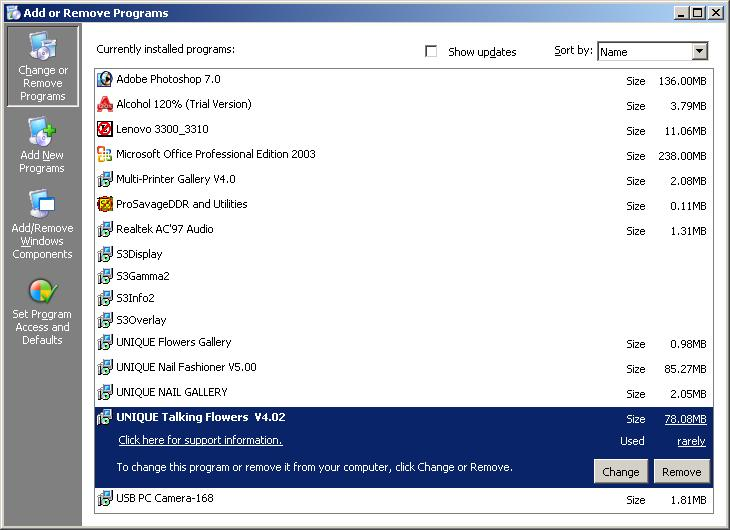 Add or Remove Programs
Change or
Remove
Programs
Add New
Programs
Add/Remove
Windows
Components
Set Program
Access and
Defaults
Currently installed programs: Show updates Sort by: Name
Adobe Photoshop 7.0 Size 136.00MB
Alcohol 120% (Trial Version) Size 3.79MB
Lenovo 3300_3310 Size 11.06MB
Microsoft Office Professional Edition 2003 Size 238.00MB
Multi-Printer Gallery V4.0 Size 2.08MB
ProSavageDDR and Utilities Size 0.11MB
Realtek AC'97 Audio Size 1.31MB
S3Display
S3Gamma2
S3Info2
S3Overlay
UNIQUE Flowers Gallery Size 0.98MB
UNIQUE Nail Fashioner V5.00 Size 85.27MB
UNIQUE NAIL GALLERY Size 2.05MB
UNIQUE Talking Flowers V4.02 Size 78.08MB
Click here for support information. Used rarely
To change this program or remove it from your computer, click Change or Remove. Change Remove
USB PC Camera-168 Size 1.81MB